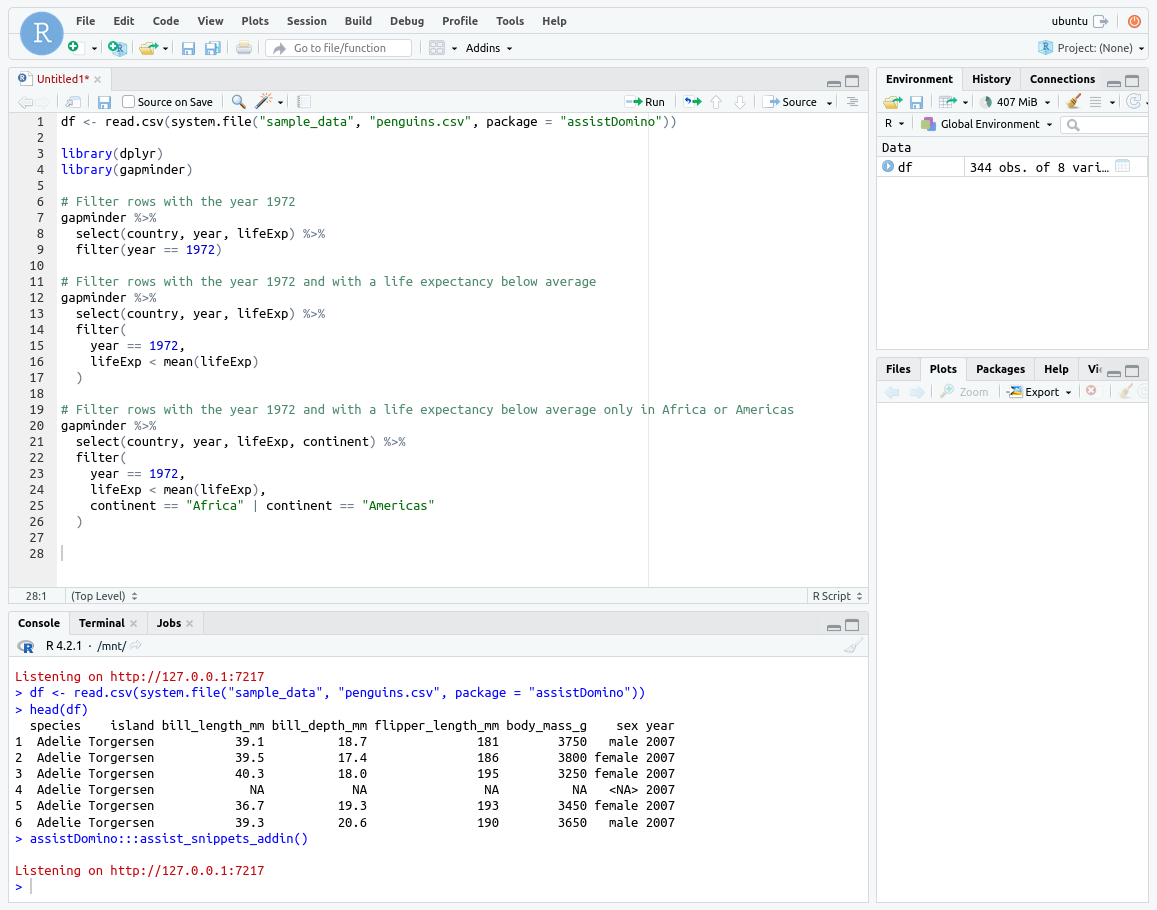 File Edit Code View Plots Session Build Debug Profile Tools Help
ubuntu
R
Go to file/function
Addins
Project: (None)
Untitled1*
Source on Save
Run
Source
1 df <- read.csv(system.file("sample_data", "penguins.csv", package = "assistDomino"))
2
3 library(dplyr)
4 library(gapminder)
5
6 # Filter rows with the year 1972
7 gapminder %>%
8   select(country, year, lifeExp) %>%
9   filter(year == 1972)
10
11 # Filter rows with the year 1972 and with a life expectancy below average
12 gapminder %>%
13   select(country, year, lifeExp) %>%
14   filter(
15     year == 1972,
16     lifeExp < mean(lifeExp)
17   )
18
19 # Filter rows with the year 1972 and with a life expectancy below average only in Africa or Americas
20 gapminder %>%
21   select(country, year, lifeExp, continent) %>%
22   filter(
23     year == 1972,
24     lifeExp < mean(lifeExp),
25     continent == "Africa" | continent == "Americas"
26   )
27
28
28:1 (Top Level) R Script
Console Terminal Jobs
R 4.2.1 · /mnt/
Listening on http://127.0.0.1:7217
> df <- read.csv(system.file("sample_data", "penguins.csv", package = "assistDomino"))
> head(df)
  species    island bill_length_mm bill_depth_mm flipper_length_mm body_mass_g    sex year
1  Adelie Torgersen           39.1          18.7               181        3750   male 2007
2  Adelie Torgersen           39.5          17.4               186        3800 female 2007
3  Adelie Torgersen           40.3          18.0               195        3250 female 2007
4  Adelie Torgersen             NA            NA                NA          NA   <NA> 2007
5  Adelie Torgersen           36.7          19.3               193        3450 female 2007
6  Adelie Torgersen           39.3          20.6               190        3650   male 2007
> assistDomino:::assist_snippets_addin()
Listening on http://127.0.0.1:7217
>
Environment History Connections
407 MiB
R Global Environment
Data
df 344 obs. of 8 vari…
Files Plots Packages Help Vi
Zoom Export